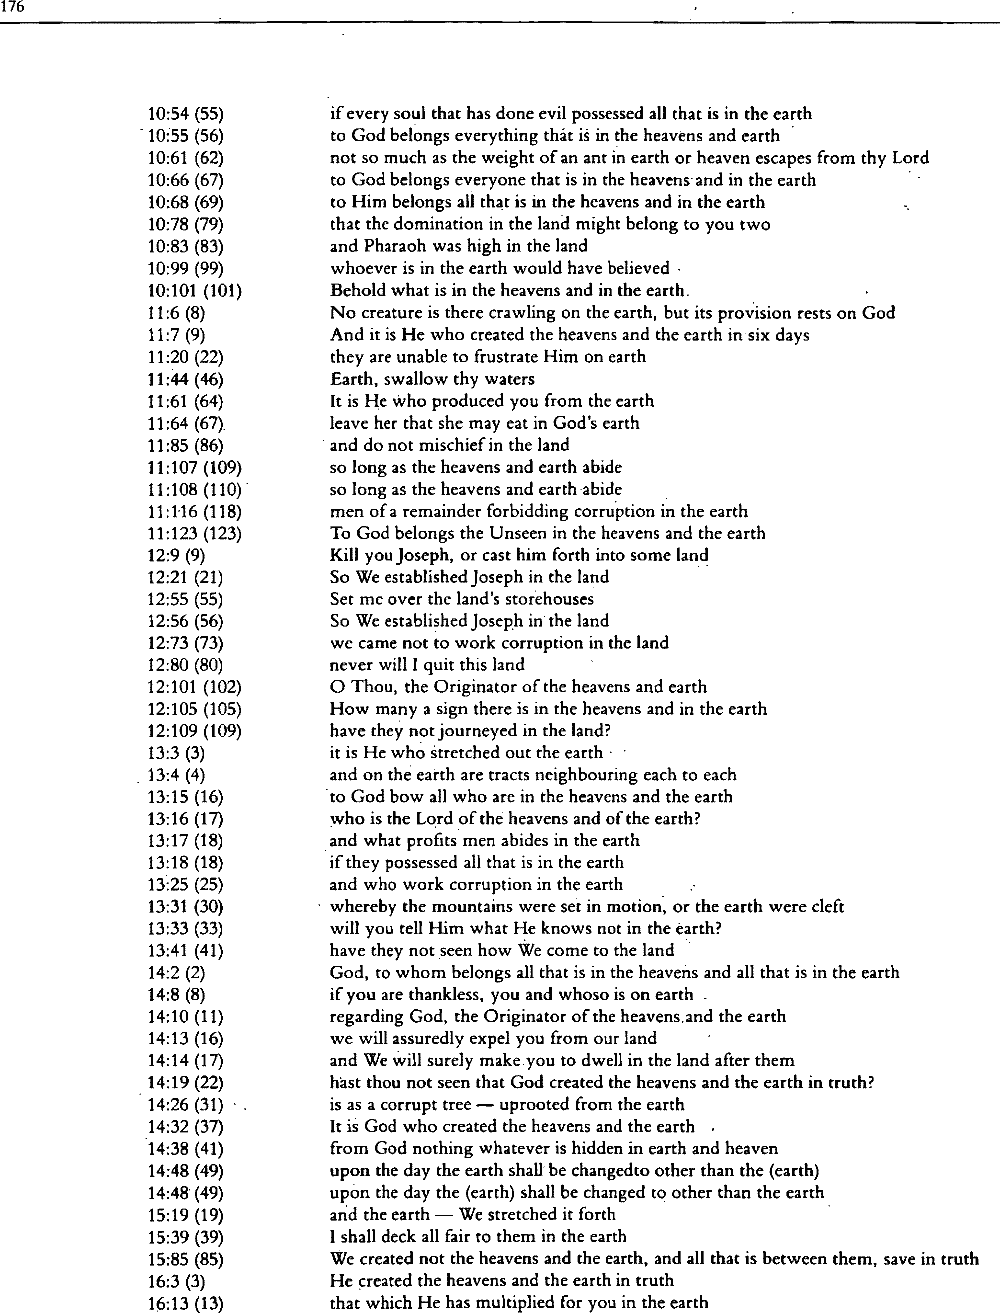 176
10:54 (55) if every soul that has done evil possessed all that is in the earth
10:55 (56) to God belongs everything that is in the heavens and earth
10:61 (62) not so much as the weight of an ant in earth or heaven escapes from thy Lord
10:66 (67) to God belongs everyone that is in the heavens and in the earth
10:68 (69) to Him belongs all that is in the heavens and in the earth
10:78 (79) that the domination in the land might belong to you two
10:83 (83) and Pharaoh was high in the land
10:99 (99) whoever is in the earth would have believed
10:101 (101) Behold what is in the heavens and in the earth.
11:6 (8) No creature is there crawling on the earth, but its provision rests on God
11:7 (9) And it is He who created the heavens and the earth in six days
11:20 (22) they are unable to frustrate Him on earth
11:44 (46) Earth, swallow thy waters
11:61 (64) It is He who produced you from the earth
11:64 (67) leave her that she may eat in God's earth
11:85 (86) and do not mischief in the land
11:107 (109) so long as the heavens and earth abide
11:108 (110) so long as the heavens and earth abide
11:116 (118) men of a remainder forbidding corruption in the earth
11:123 (123) To God belongs the Unseen in the heavens and the earth
12:9 (9) Kill you Joseph, or cast him forth into some land
12:21 (21) So We established Joseph in the land
12:55 (55) Set me over the land's storehouses
12:56 (56) So We established Joseph in the land
12:73 (73) we came not to work corruption in the land
12:80 (80) never will I quit this land
12:101 (102) O Thou, the Originator of the heavens and earth
12:105 (105) How many a sign there is in the heavens and in the earth
12:109 (109) have they not journeyed in the land?
13:3 (3) it is He who stretched out the earth
13:4 (4) and on the earth are tracts neighbouring each to each
13:15 (16) to God bow all who are in the heavens and the earth
13:16 (17) who is the Lord of the heavens and of the earth?
13:17 (18) and what profits men abides in the earth
13:18 (18) if they possessed all that is in the earth
13:25 (25) and who work corruption in the earth
13:31 (30) whereby the mountains were set in motion, or the earth were cleft
13:33 (33) will you tell Him what He knows not in the earth?
13:41 (41) have they not seen how We come to the land
14:2 (2) God, to whom belongs all that is in the heavens and all that is in the earth
14:8 (8) if you are thankless, you and whoso is on earth
14:10 (11) regarding God, the Originator of the heavens and the earth
14:13 (16) we will assuredly expel you from our land
14:14 (17) and We will surely make you to dwell in the land after them
14:19 (22) hast thou not seen that God created the heavens and the earth in truth?
14:26 (31) is as a corrupt tree — uprooted from the earth
14:32 (37) It is God who created the heavens and the earth
14:38 (41) from God nothing whatever is hidden in earth and heaven
14:48 (49) upon the day the earth shall be changedto other than the (earth)
14:48 (49) upon the day the (earth) shall be changed to other than the earth
15:19 (19) and the earth — We stretched it forth
15:39 (39) I shall deck all fair to them in the earth
15:85 (85) We created not the heavens and the earth, and all that is between them, save in truth
16:3 (3) He created the heavens and the earth in truth
16:13 (13) that which He has multiplied for you in the earth